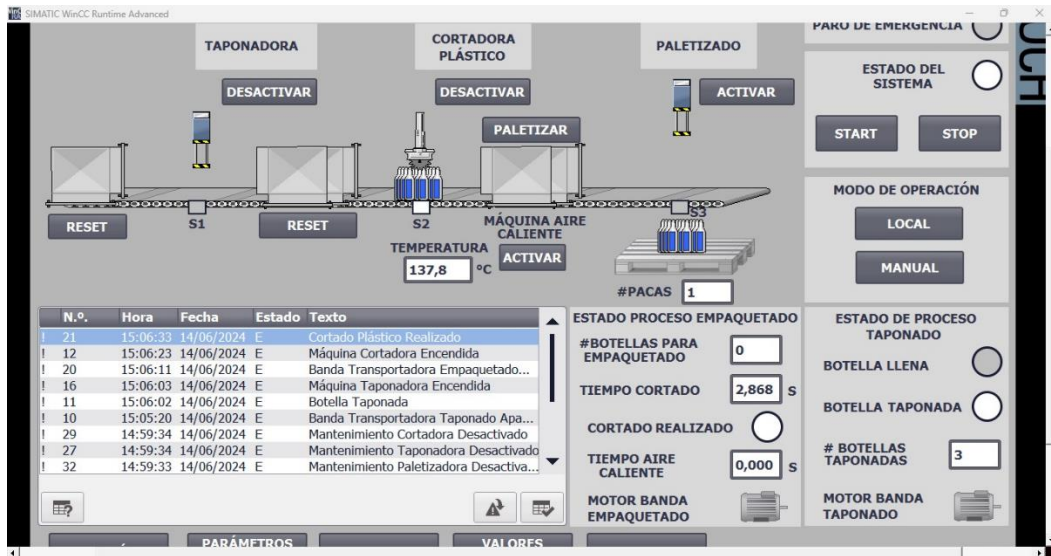 SIMATIC WinCC Runtime Advanced
TAPONADORA
CORTADORA
PLÁSTICO
PALETIZADO
PARO DE EMERGENCIA
DESACTIVAR
DESACTIVAR
ACTIVAR
ESTADO DEL
SISTEMA
PALETIZAR
START
STOP
MODO DE OPERACIÓN
RESET
S1
RESET
S2
MÁQUINA AIRE
CALIENTE
S3
LOCAL
TEMPERATURA
137,8 °C
ACTIVAR
MANUAL
#PACAS 1
N.º. Hora Fecha Estado Texto
! 21 15:06:33 14/06/2024 E Cortado Plástico Realizado
! 12 15:06:23 14/06/2024 E Máquina Cortadora Encendida
! 20 15:06:11 14/06/2024 E Banda Transportadora Empaquetado...
! 16 15:06:03 14/06/2024 E Máquina Taponadora Encendida
! 11 15:06:02 14/06/2024 E Botella Taponada
! 10 15:05:20 14/06/2024 E Banda Transportadora Taponado Apa...
! 29 14:59:34 14/06/2024 E Mantenimiento Cortadora Desactivado
! 27 14:59:34 14/06/2024 E Mantenimiento Taponadora Desactivado
! 32 14:59:33 14/06/2024 E Mantenimiento Paletizadora Desactiva...
ESTADO PROCESO EMPAQUETADO
#BOTELLAS PARA
EMPAQUETADO
0
TIEMPO CORTADO 2,868 S
CORTADO REALIZADO
TIEMPO AIRE
CALIENTE
0,000 S
MOTOR BANDA
EMPAQUETADO
ESTADO DE PROCESO
TAPONADO
BOTELLA LLENA
BOTELLA TAPONADA
# BOTELLAS
TAPONADAS
3
MOTOR BANDA
TAPONADO
PARÁMETROS
VALORES